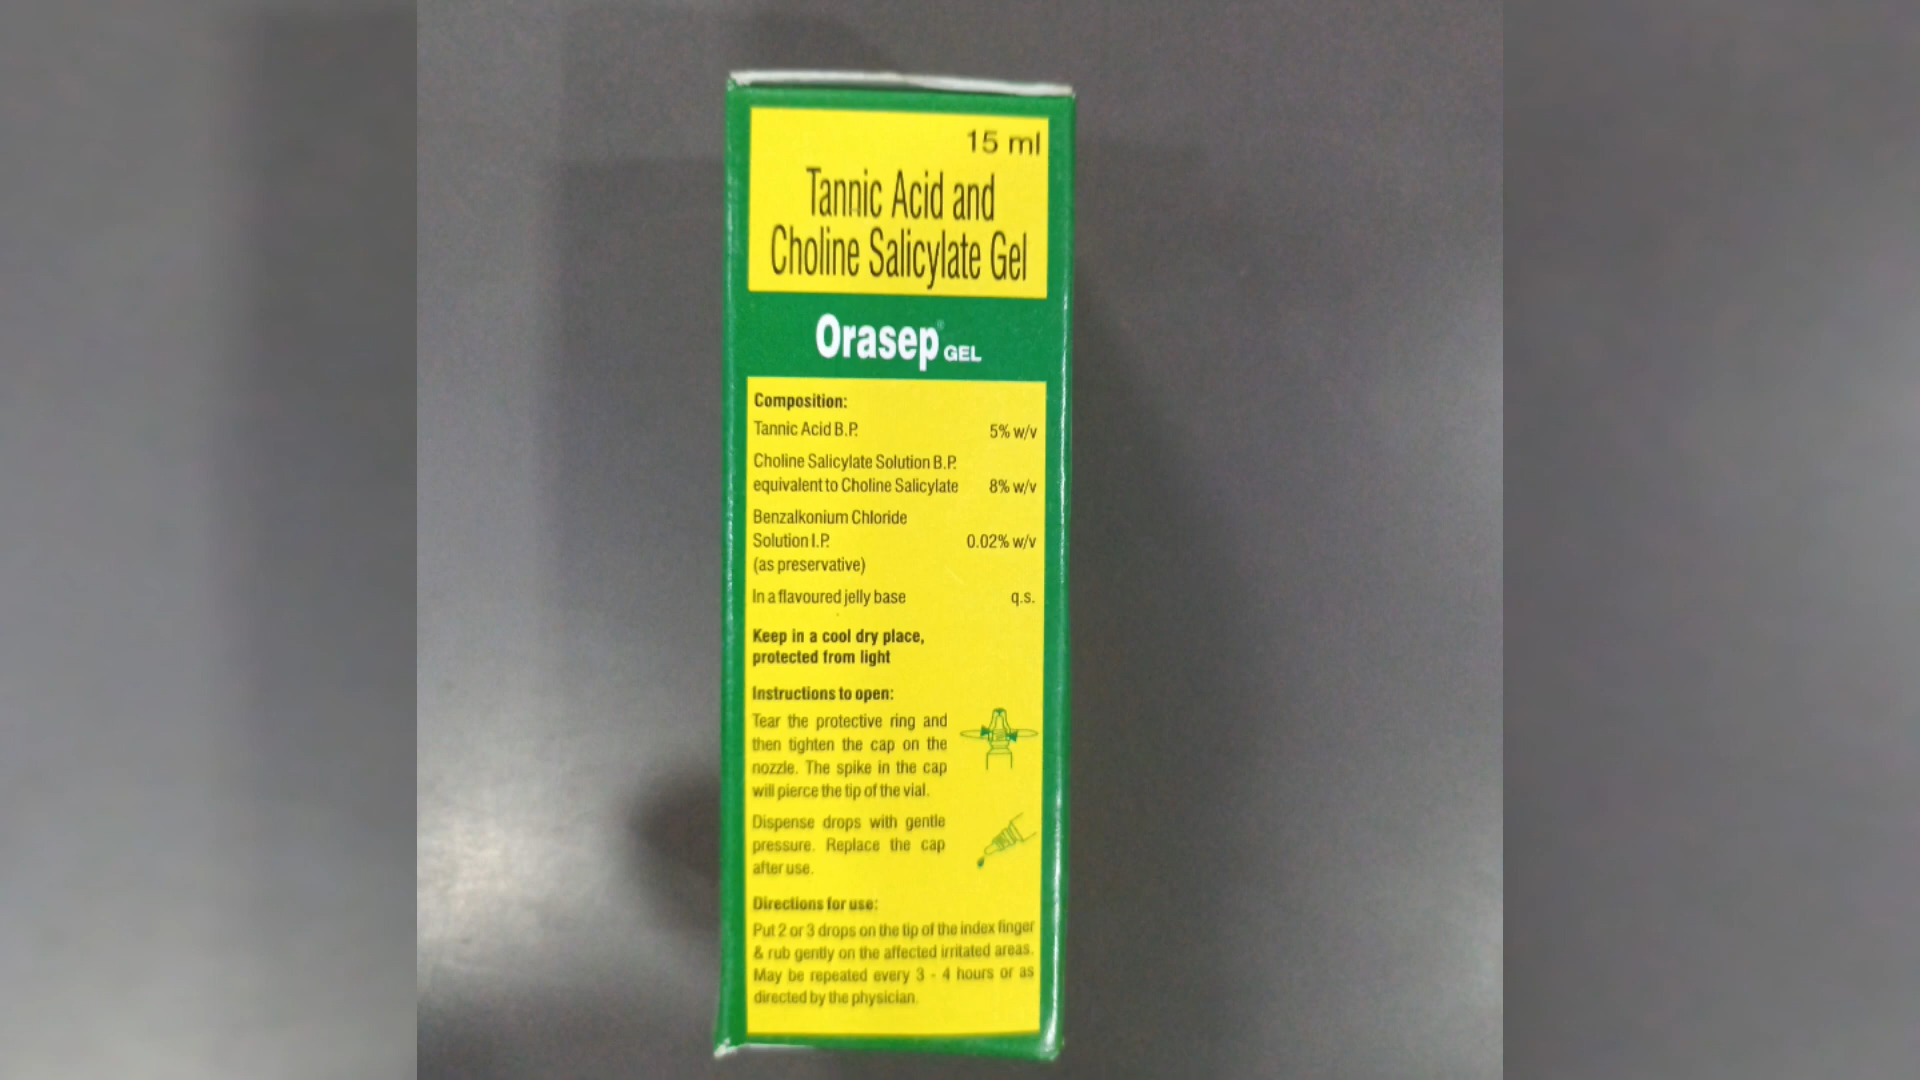 15 ml
Tannic Acid and
Choline Salicylate Gel
Orasep® GEL
Composition:
Tannic Acid B.P. 5% w/v
Choline Salicylate Solution B.P.
equivalent to Choline Salicylate 8% w/v
Benzalkonium Chloride
Solution I.P. 0.02% w/v
(as preservative)
In a flavoured jelly base q.s.
Keep in a cool dry place,
protected from light
Instructions to open:
Tear the protective ring and
then tighten the cap on the
nozzle. The spike in the cap
will pierce the tip of the vial.
Dispense drops with gentle
pressure. Replace the cap
after use.
Directions for use:
Put 2 or 3 drops on the tip of the index finger
& rub gently on the affected irritated areas.
May be repeated every 3 - 4 hours or as
directed by the physician.